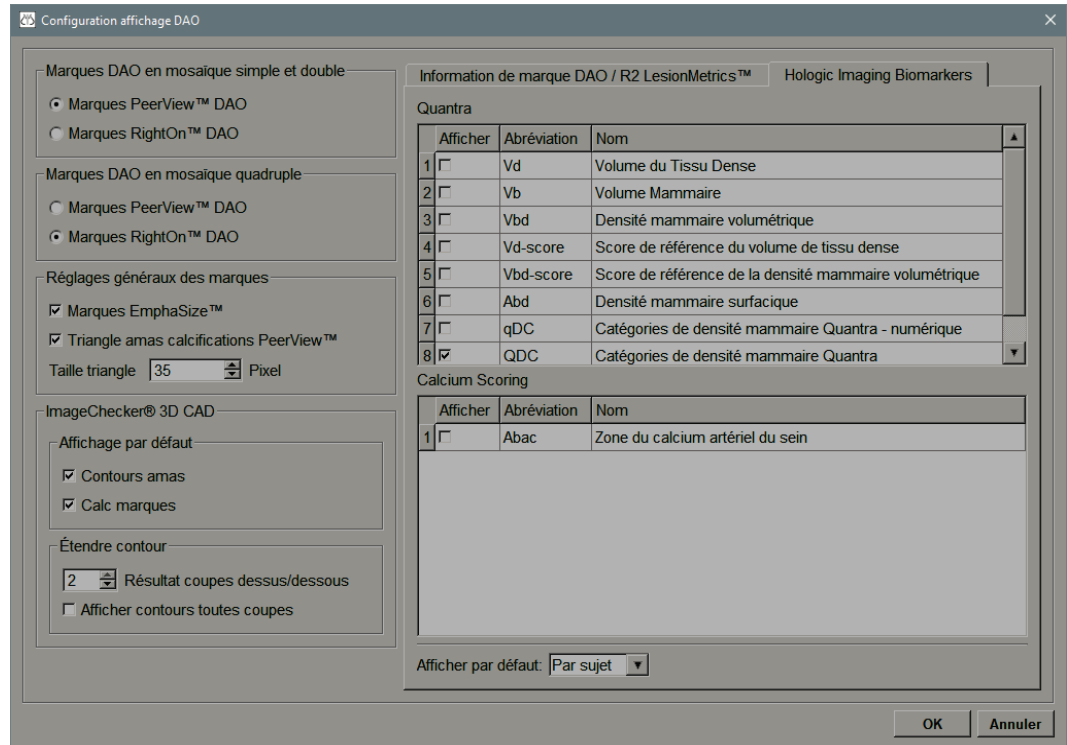 Configuration affichage DAO
Marques DAO en mosaïque simple et double
Marques PeerView™ DAO
Marques RightOn™ DAO
Marques DAO en mosaïque quadruple
Marques PeerView™ DAO
Marques RightOn™ DAO
Réglages généraux des marques
Marques EmphaSize™
Triangle amas calcifications PeerView™
Taille triangle 35 Pixel
ImageChecker® 3D CAD
Affichage par défaut
Contours amas
Calc marques
Étendre contour
2 Résultat coupes dessus/dessous
Afficher contours toutes coupes
Information de marque DAO / R2 LesionMetrics™ Hologic Imaging Biomarkers
Quantra
Afficher Abréviation Nom
1 Vd Volume du Tissu Dense
2 Vb Volume Mammaire
3 Vbd Densité mammaire volumétrique
4 Vd-score Score de référence du volume de tissu dense
5 Vbd-score Score de référence de la densité mammaire volumétrique
6 Abd Densité mammaire surfacique
7 qDC Catégories de densité mammaire Quantra - numérique
8 QDC Catégories de densité mammaire Quantra
Calcium Scoring
Afficher Abréviation Nom
1 Abac Zone du calcium artériel du sein
Afficher par défaut: Par sujet
OK Annuler